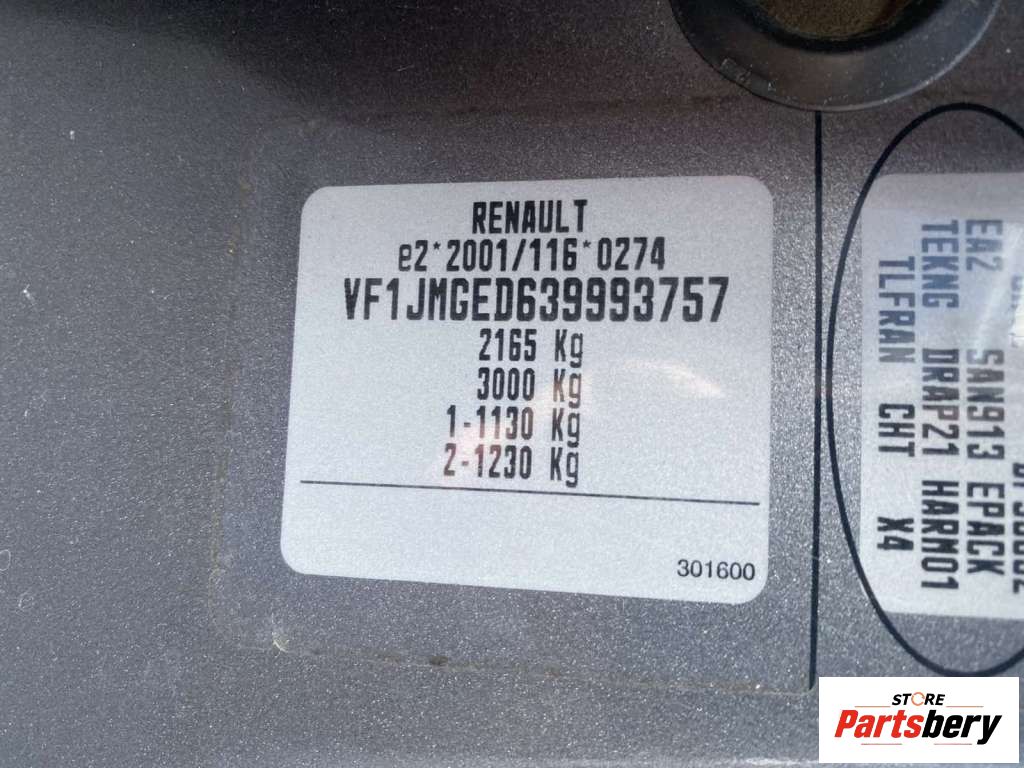 RENAULT
e2*2001/116*0274
VF1JMGED639993757
2165 Kg
3000 Kg
1-1130 Kg
2-1230 Kg
301600
SAN913 EPACK
EA2 DRAP21 HARM01
TEKNG CHT X4
TLFRAN
STORE
Partsbery